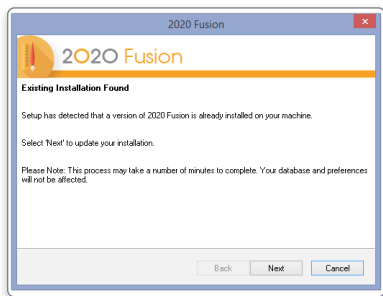 2020 Fusion
2020 Fusion
Existing Installation Found
Setup has detected that a version of 2020 Fusion is already installed on your machine.
Select 'Next' to update your installation.
Please Note: This process may take a number of minutes to complete. Your database and preferences
will not be affected.
Back Next Cancel